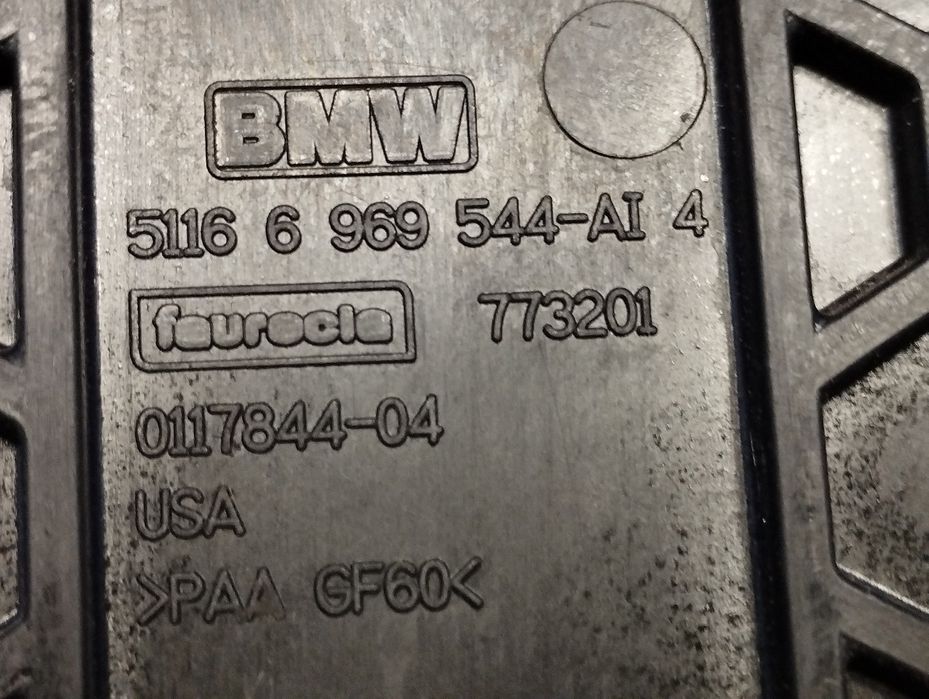 BMW
5116 6 969 544-AI 4
faurecia 773201
0117844-04
USA
>PAA GF60<